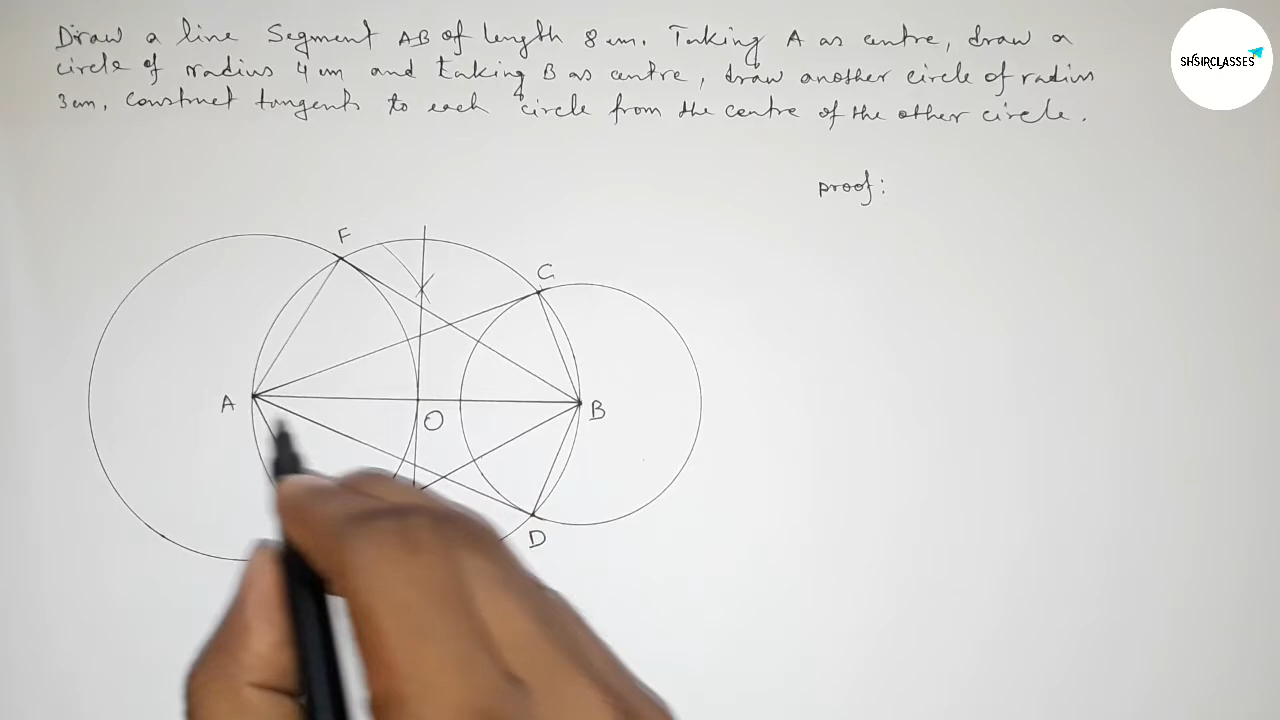 Draw a line Segment AB of length 8 cm. Taking A as centre, draw a
circle of radius 4 cm and taking B as centre, draw another circle of radius
3 cm. Construct tangents to each circle from the centre of the other circle.
SHSIRCLASSES
proof:
F
C
A
O
B
D